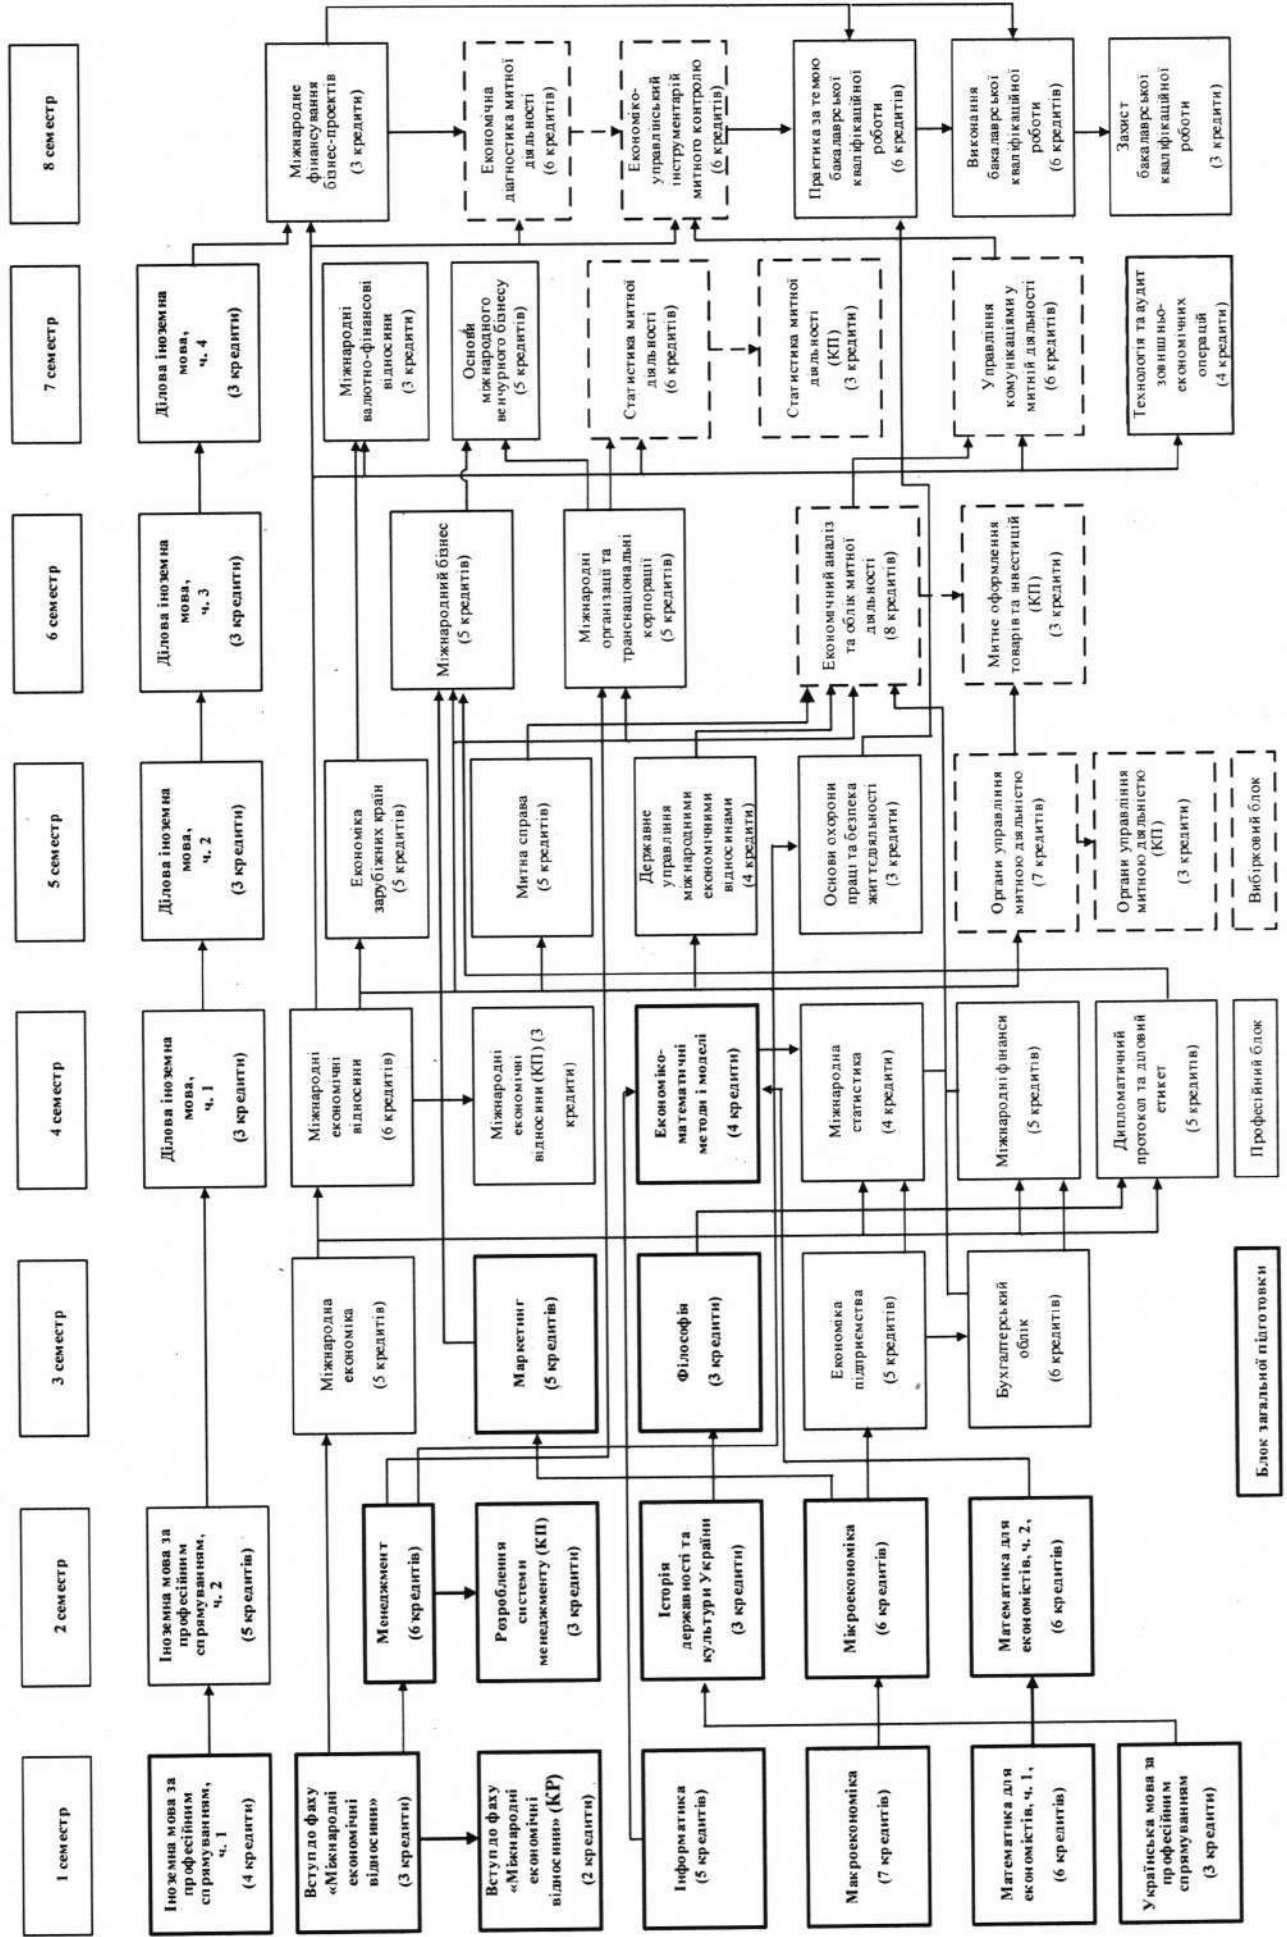 1 семестр
2 семестр
3 семестр
4 семестр
5 семестр
6 семестр
7 семестр
8 семестр
Іноземна мова за
професійним
спрямуванням,
ч. 1
(4 кредити)
Іноземна мова за
професійним
спрямуванням,
ч. 2
(5 кредитів)
Ділова іноземна
мова,
ч. 1
(3 кредити)
Ділова іноземна
мова,
ч. 2
(3 кредити)
Ділова іноземна
мова,
ч. 3
(3 кредити)
Ділова іноземна
мова,
ч. 4
(3 кредити)
Вступ до фаху
«Міжнародні
економічні
відносини»
(3 кредити)
Вступ до фаху
«Міжнародні
економічні
відносини» (КР)
(2 кредити)
Інформатика
(5 кредитів)
Макроекономіка
(7 кредитів)
Математика для
економістів, ч. 1,
(6 кредитів)
Українська мова за
професійним
спрямуванням
(3 кредити)
Менеджмент
(6 кредитів)
Розроблення
системи
менеджменту (КП)
(3 кредити)
Історія
державності та
культури України
(3 кредити)
Мікроекономіка
(6 кредитів)
Математика для
економістів, ч. 2,
(6 кредитів)
Міжнародна
економіка
(5 кредитів)
Маркетинг
(5 кредитів)
Філософія
(3 кредити)
Економіка
підприємства
(5 кредитів)
Бухгалтерський
облік
(6 кредитів)
Міжнародні
економічні
відносини
(6 кредитів)
Міжнародні
економічні
відносини (КП) (3
кредити)
Економіко-
математичні
методи і моделі
(4 кредити)
Міжнародна
статистика
(4 кредити)
Міжнародні фінанси
(5 кредитів)
Дипломатичний
протокол та діловий
етикет
(5 кредитів)
Економіка
зарубіжних країн
(5 кредитів)
Митна справа
(5 кредитів)
Державне
управління
міжнародними
економічними
відносинами
(4 кредити)
Основи охорони
праці та безпека
життєдіяльності
(3 кредити)
Органи управління
митною діяльністю
(7 кредитів)
Органи управління
митною діяльністю
(КП)
(3 кредити)
Міжнародний бізнес
(5 кредитів)
Міжнародні
організації та
транснаціональні
корпорації
(5 кредитів)
Економічний аналіз
та облік митної
діяльності
(8 кредитів)
Митне оформлення
товарів та інвестицій
(КП)
(3 кредити)
Міжнародні
валютно-фінансові
відносини
(3 кредити)
Основи
міжнародного
венчурного бізнесу
(5 кредитів)
Статистика митної
діяльності
(6 кредитів)
Статистика митної
діяльності
(КП)
(3 кредити)
Управління
комунікаціями у
митній діяльності
(6 кредитів)
Технологія та аудит
зовнішньо-
економічних
операцій
(4 кредити)
Міжнародне
фінансування
бізнес-проектів
(3 кредити)
Економічна
діагностика митної
діяльності
(6 кредитів)
Економіко-
управлінський
інструментарій
митного контролю
(6 кредитів)
Практика за темою
бакалаврської
кваліфікаційної
роботи
(6 кредитів)
Виконання
бакалаврської
кваліфікаційної
роботи
(6 кредитів)
Захист
бакалаврської
кваліфікаційної
роботи
(3 кредити)
Блок загальної підготовки
Професійний блок
Вибірковий блок